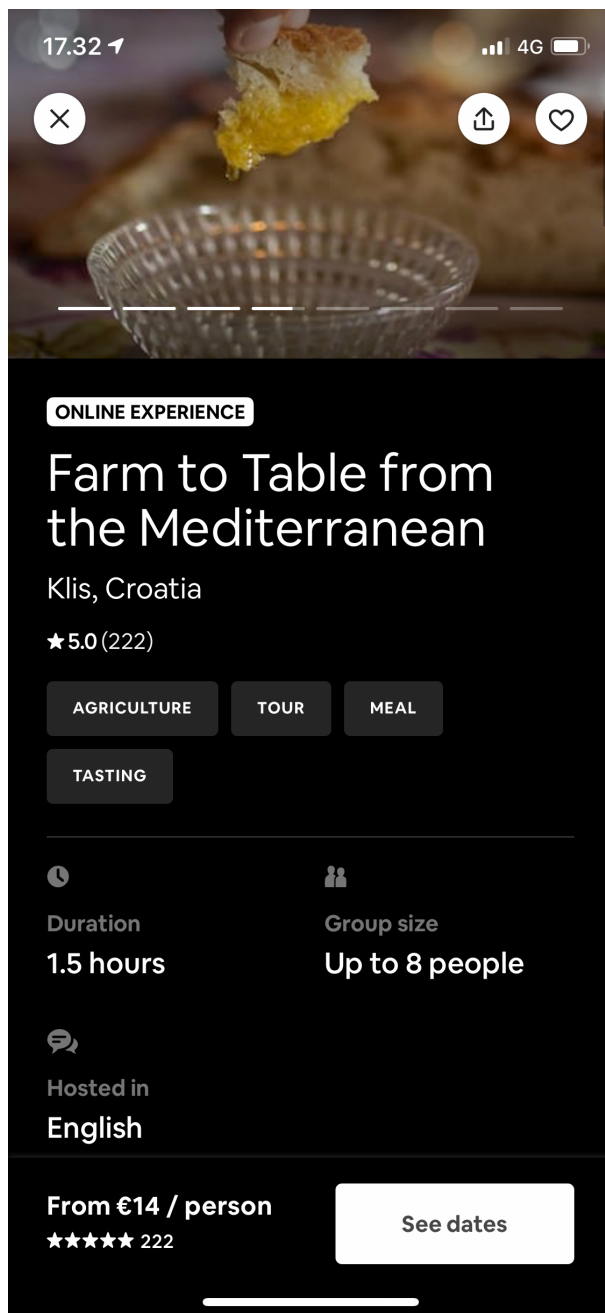 17.32
4G
ONLINE EXPERIENCE
Farm to Table from
the Mediterranean
Klis, Croatia
★ 5.0 (222)
AGRICULTURE TOUR MEAL
TASTING
Duration Group size
1.5 hours Up to 8 people
Hosted in
English
From €14 / person
★★★★★ 222
See dates